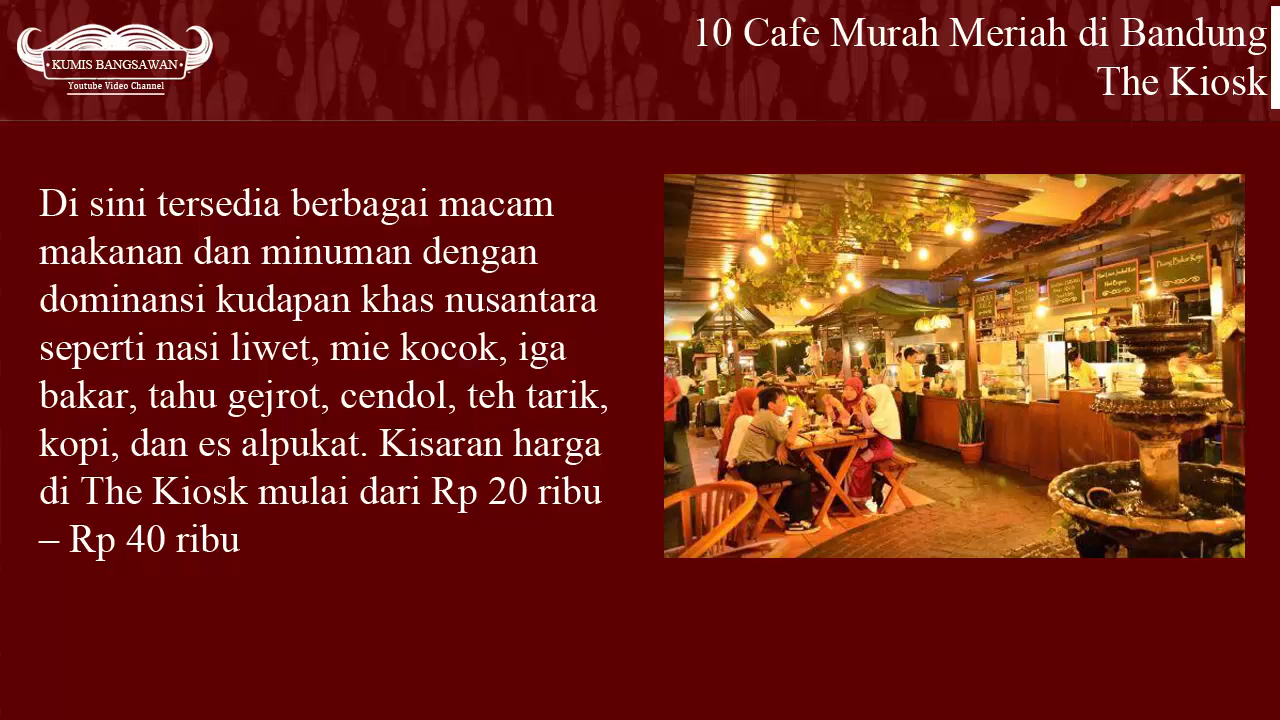 KUMIS BANGSAWAN
Youtube Video Channel
10 Cafe Murah Meriah di Bandung
The Kiosk
Di sini tersedia berbagai macam
makanan dan minuman dengan
dominansi kudapan khas nusantara
seperti nasi liwet, mie kocok, iga
bakar, tahu gejrot, cendol, teh tarik,
kopi, dan es alpukat. Kisaran harga
di The Kiosk mulai dari Rp 20 ribu
– Rp 40 ribu